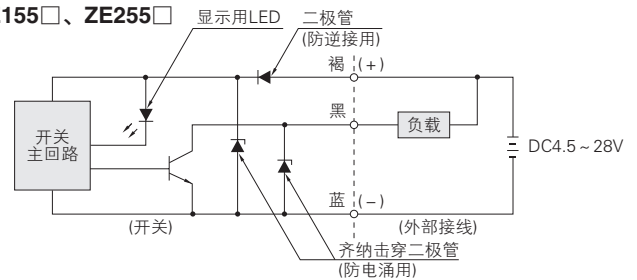 155□、ZE255□
显示用LED
二极管
(防逆接用)
褐 (+)
黑
负载
开关
主回路
DC4.5～28V
蓝 (-)
(开关)
(外部接线)
齐纳击穿二极管
(防电涌用)